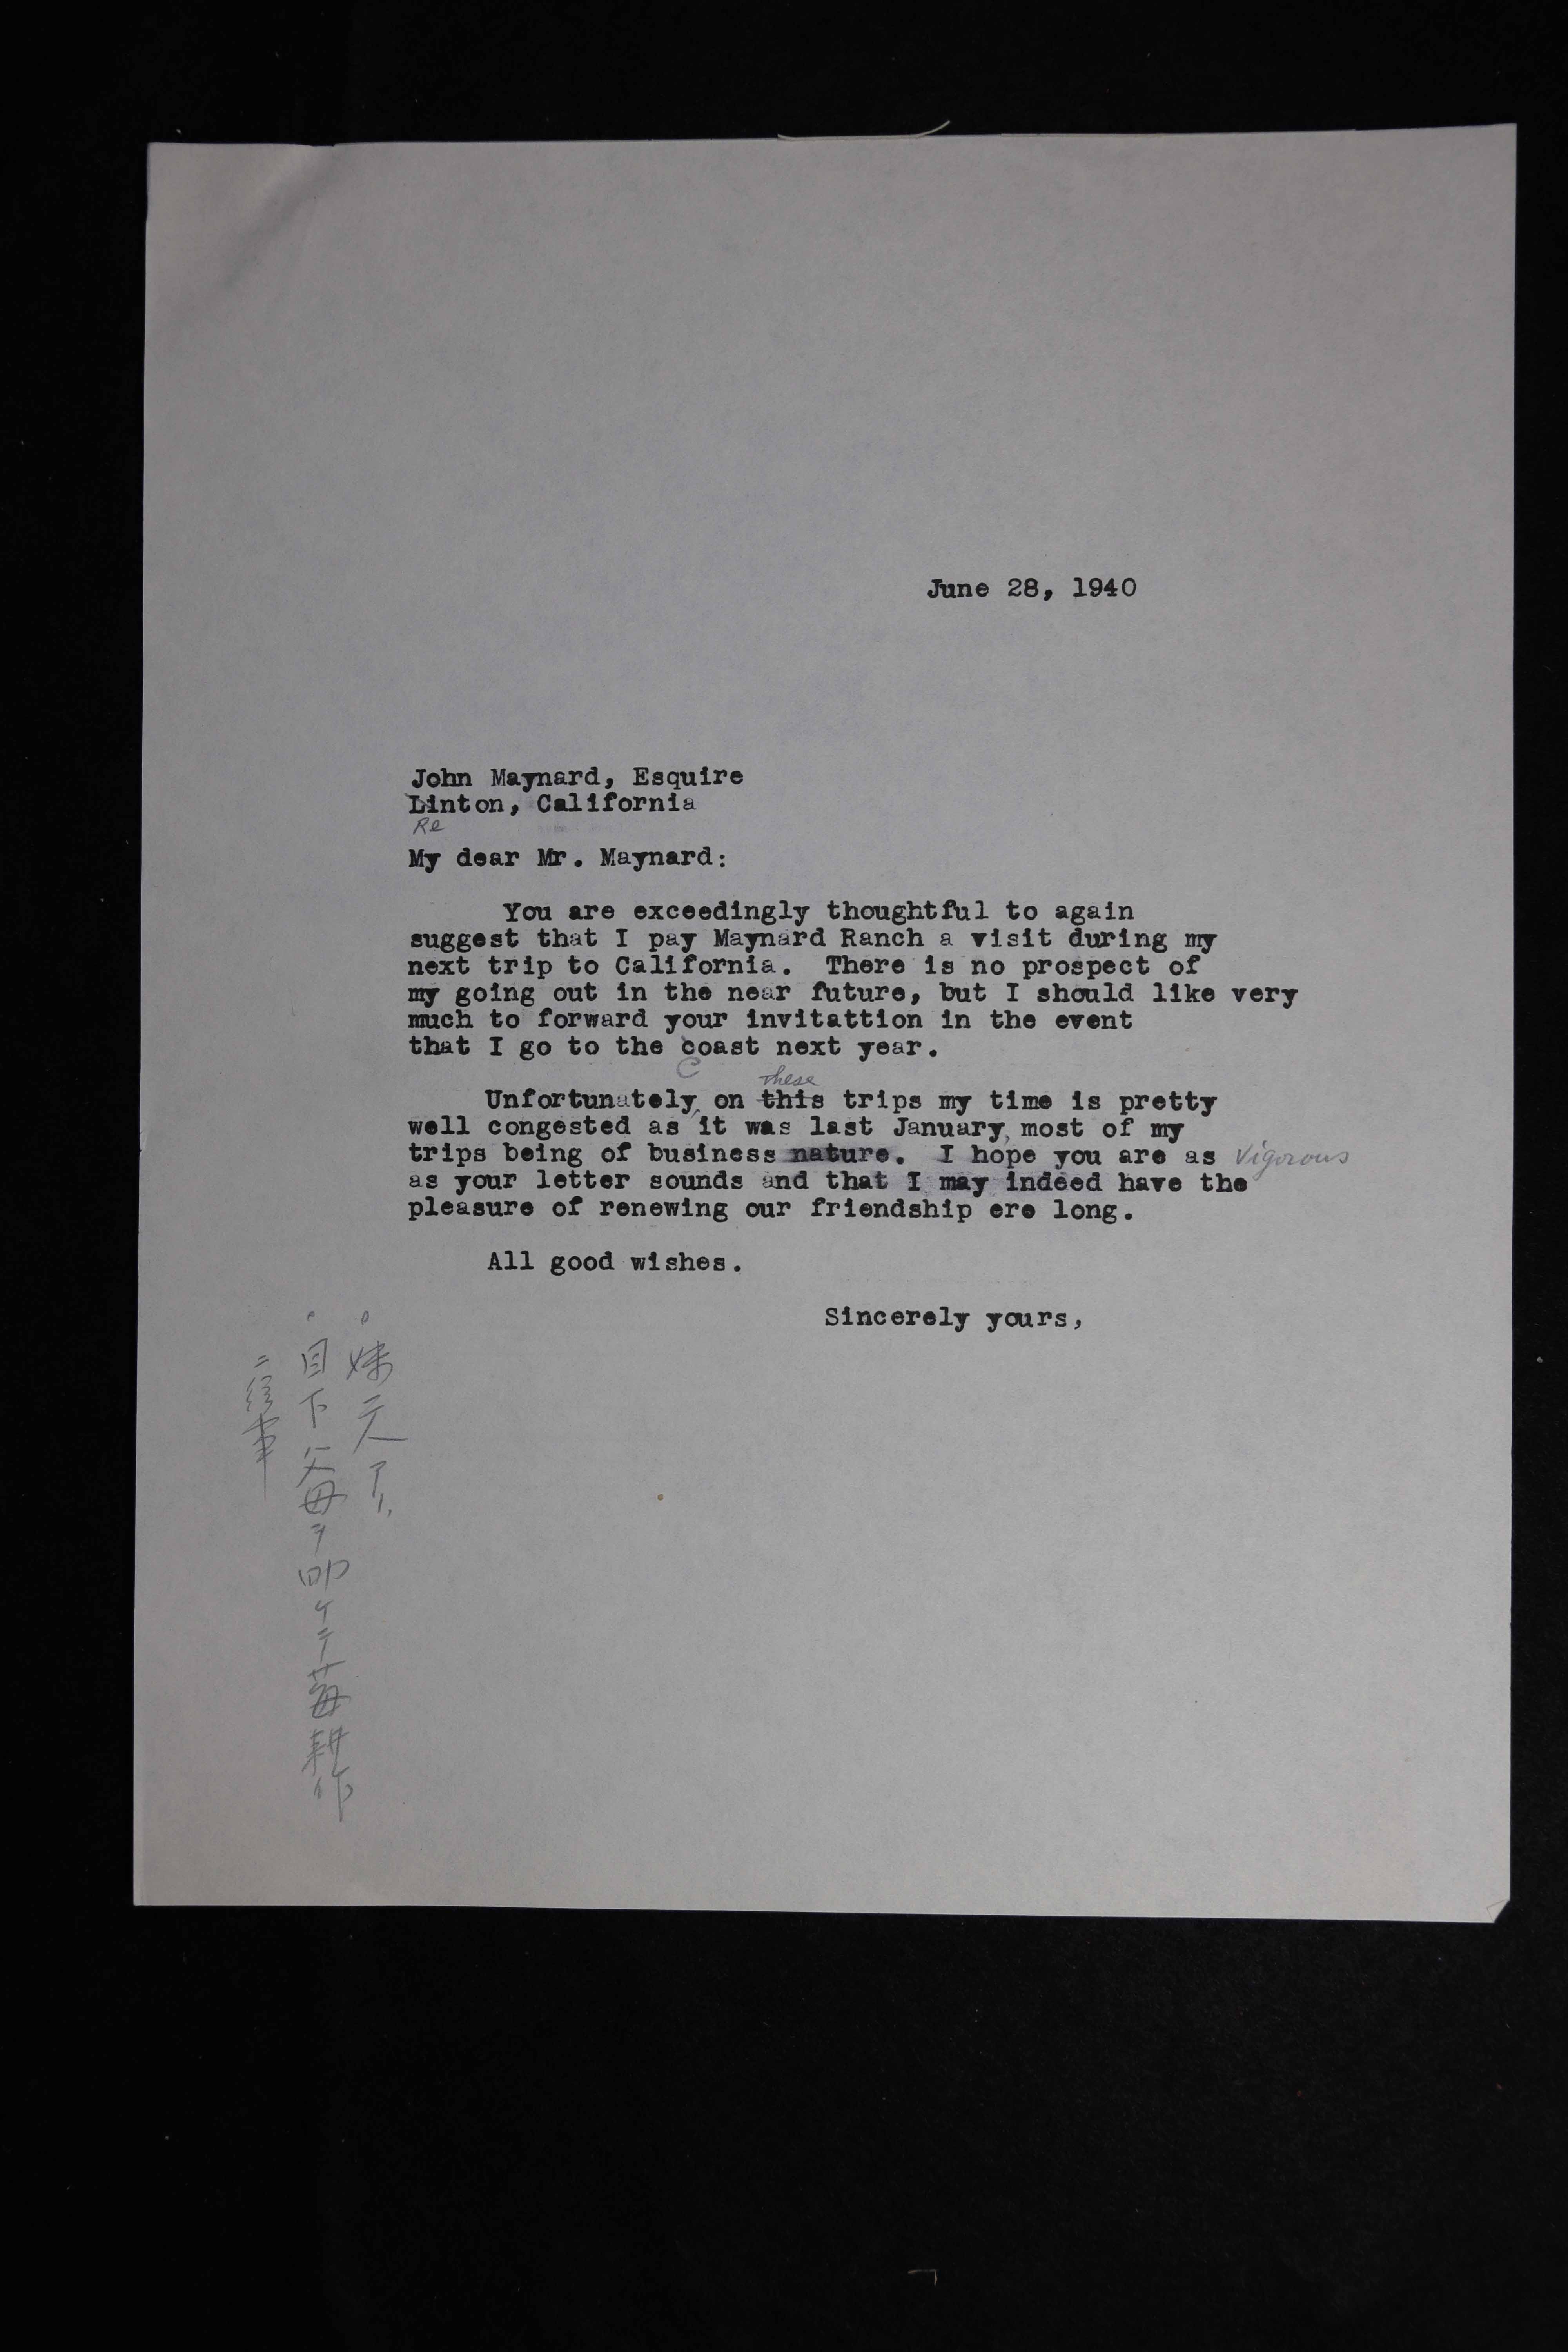 June 28, 1940
John Maynard, Esquire
Linton, California
Re
My dear Mr. Maynard:
You are exceedingly thoughtful to again
suggest that I pay Maynard Ranch a visit during my
next trip to California. There is no prospect of
my going out in the near future, but I should like very
much to forward your invitattion in the event
that I go to the coast next year.
C
these
Unfortunately, on this trips my time is pretty
well congested as it was last January, most of my
trips being of business nature. I hope you are as vigorous
as your letter sounds and that I may indeed have the
pleasure of renewing our friendship ere long.
All good wishes.
Sincerely yours,
妹二人アリ、
目下父母ヲ助ケテ苺耕作
ニ従事